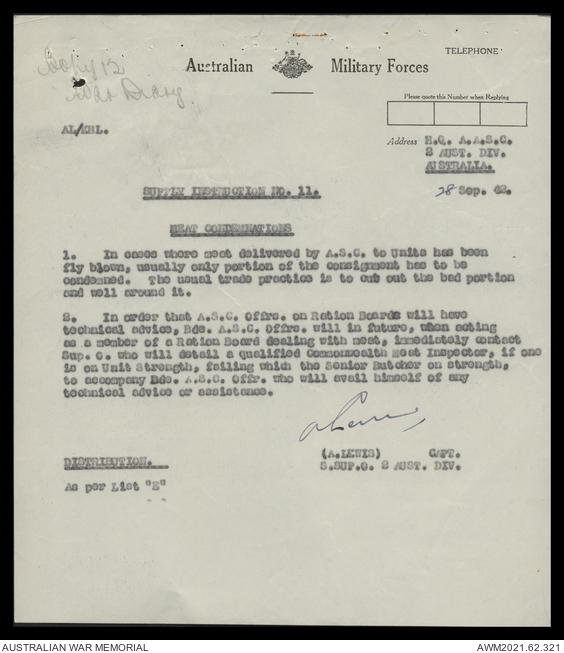 Copy 12
War Diary
TELEPHONE
Australian Military Forces
Please quote this Number when Replying
AL/KHL.
Address H.Q. A.A.S.C.
2 AUST. DIV.
AUSTRALIA.
28 Sep. 42.
SUPPLY INSTRUCTION NO. 11.
MEAT CONDEMNATIONS
1. In cases where meat delivered by A.S.C. to Units has been
fly blown, usually only portion of the consignment has to be
condemned. The usual trade practice is to cut out the bad portion
and well around it.
2. In order that A.S.C. Offrs. on Ration Boards will have
technical advice, Bde. A.S.C. Offrs. will in future, when acting
as a member of a Ration Board dealing with meat, immediately contact
Sup. O. who will detail a qualified Commonwealth Meat Inspector, if one
is on Unit Strength, failing which the Senior Butcher on strength,
to accompany Bde. A.S.C. Offr. who will avail himself of any
technical advice or assistance.
(A.LEWIS) CAPT.
S.SUP.O. 2 AUST. DIV.
DISTRIBUTION.
As per List "S"
AUSTRALIAN WAR MEMORIAL
AWM2021.62.321